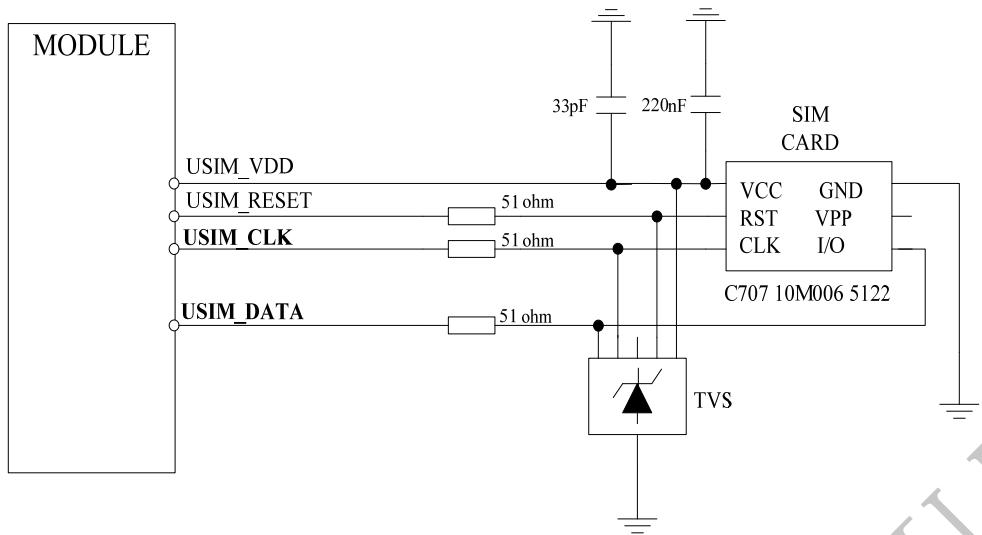 MODULE
33pF
220nF
SIM
CARD
USIM_VDD
USIM_RESET
51 ohm
USIM_CLK
51 ohm
USIM_DATA
51 ohm
VCC GND
RST VPP
CLK I/O
C707 10M006 5122
TVS